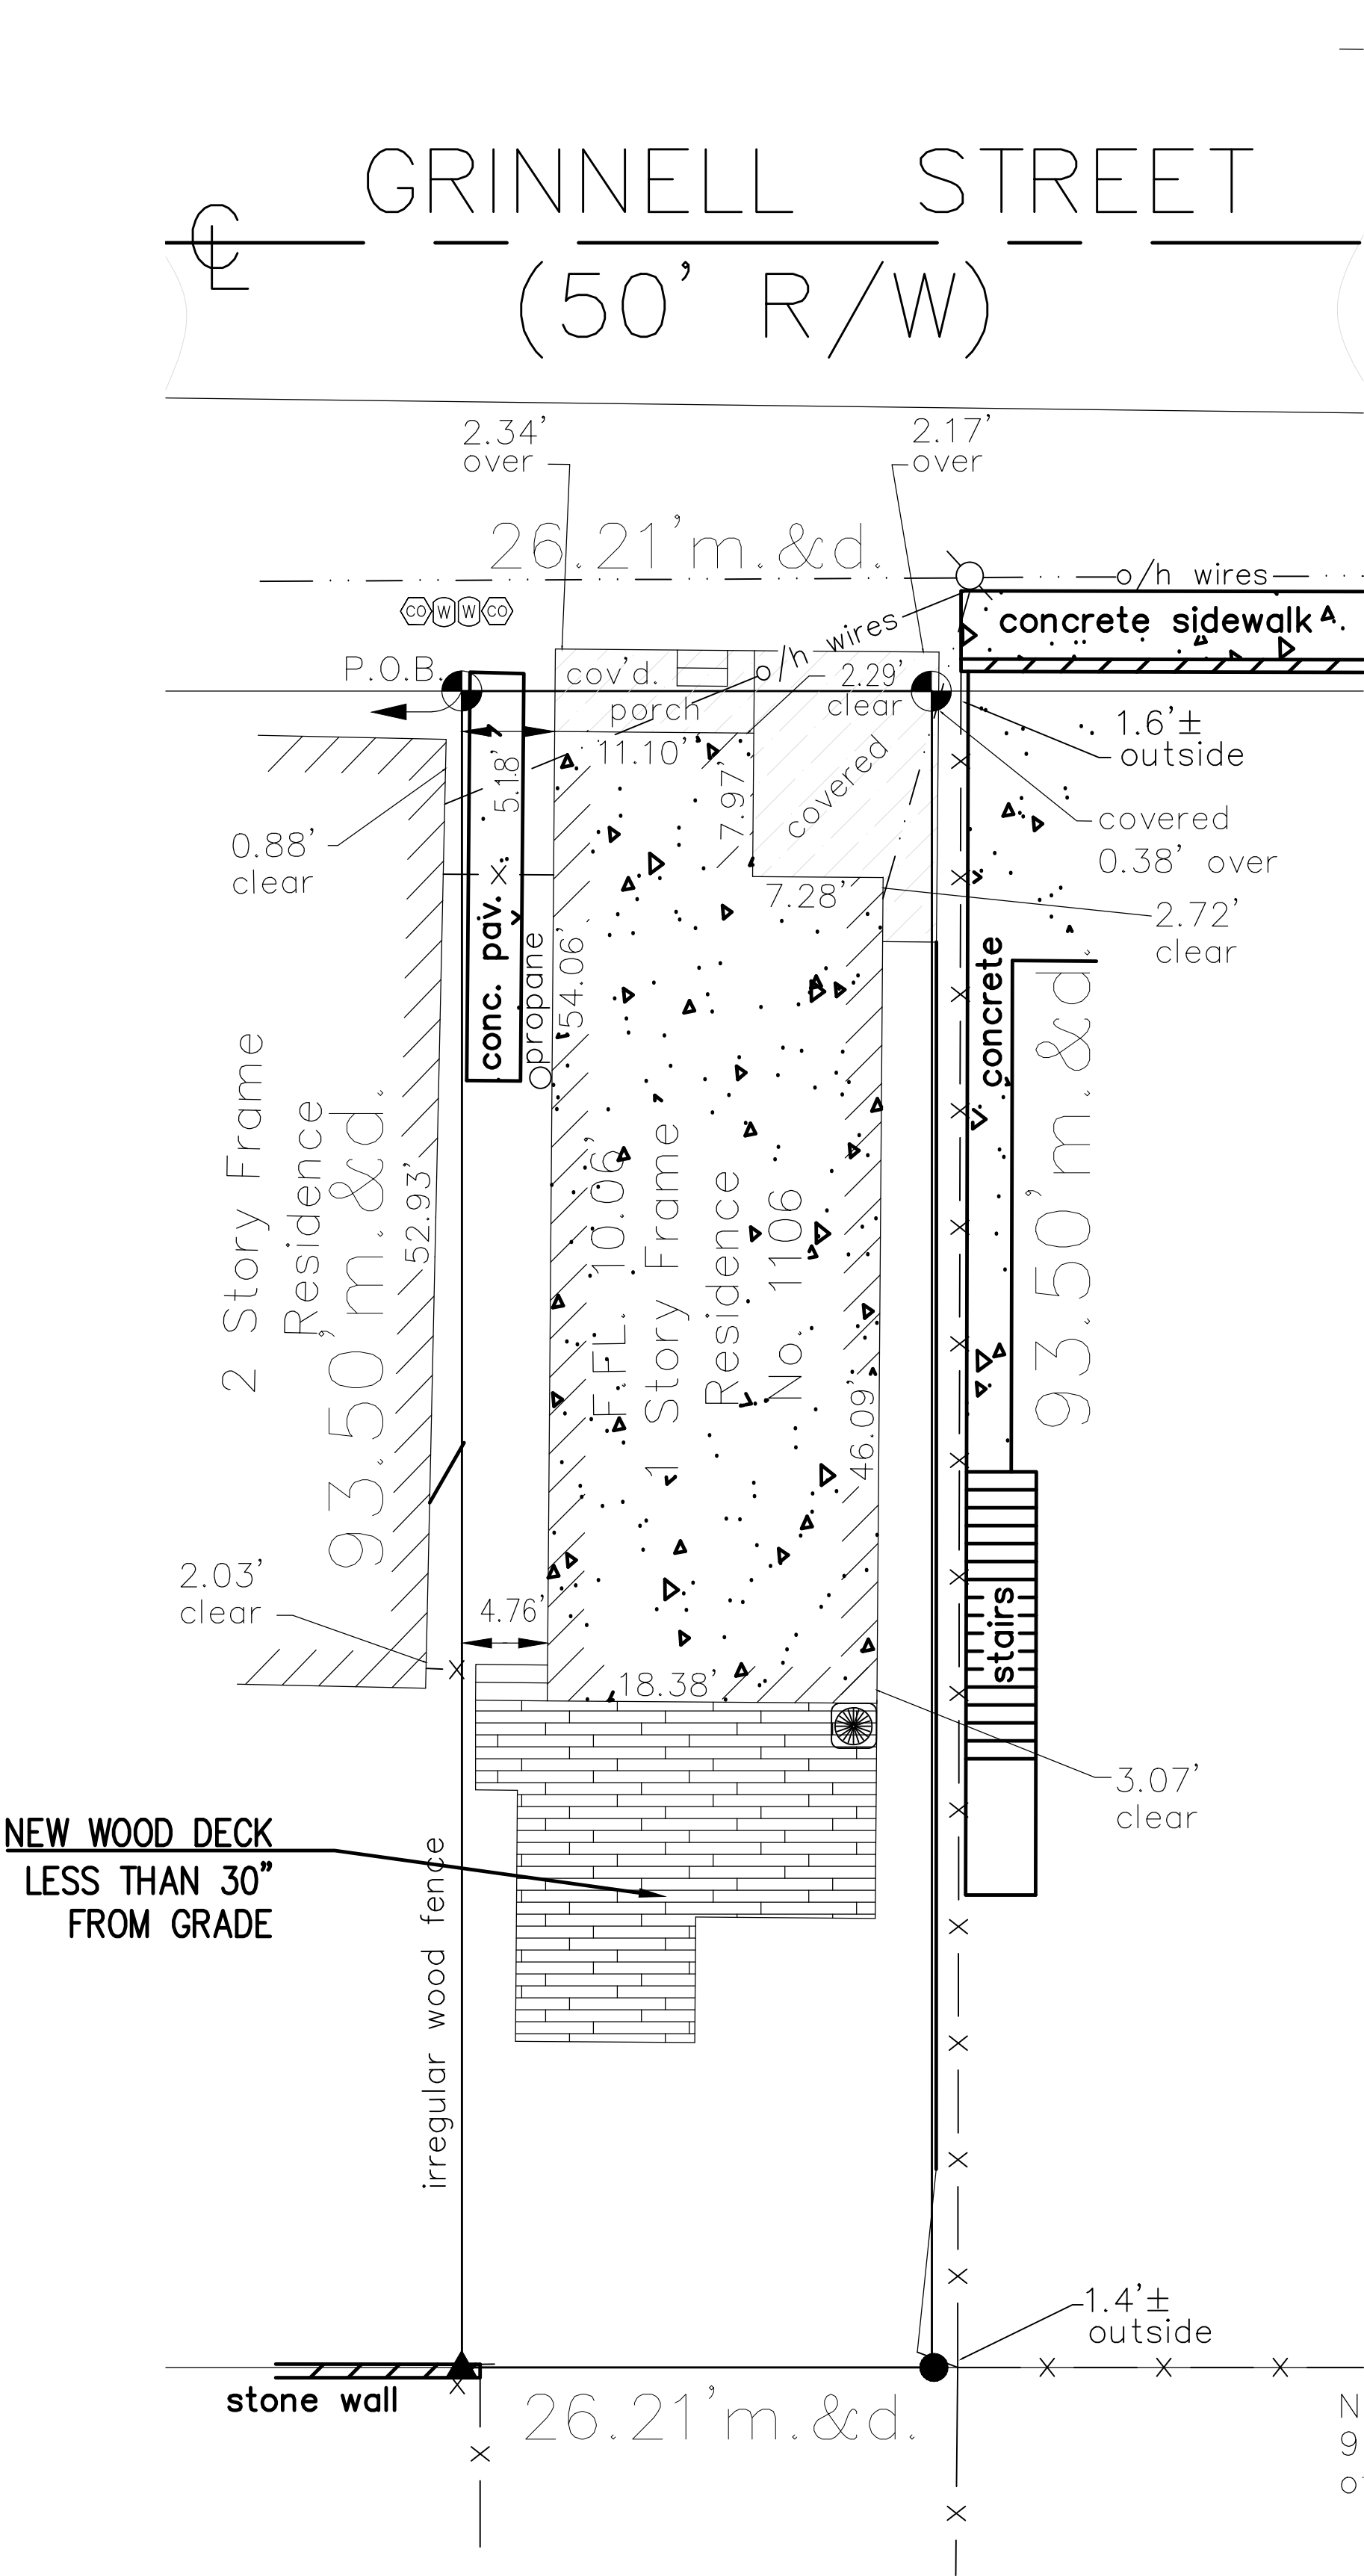 GRINNELL STREET
℄
(50' R/W)
2.34'
over
2.17'
over
26.21'm.&d.
o/h wires
CO W W CO
concrete sidewalk
o/h wires
P.O.B.
cov'd.
porch
2.29'
clear
1.6'±
outside
11.10'
5.18'
7.97'
covered
0.88'
clear
covered
0.38' over
7.28'
2.72'
clear
conc. pav.
propane
54.06'
concrete
2 Story Frame
Residence
93.50'm.&d.
52.93'
F.FL. 10.06'
1 Story Frame
Residence
No. 1106
46.09'
93.50'm.&d.
2.03'
clear
4.76'
stairs
18.38'
3.07'
clear
NEW WOOD DECK
LESS THAN 30"
FROM GRADE
irregular wood fence
1.4'±
outside
stone wall
26.21'm.&d.
N
9